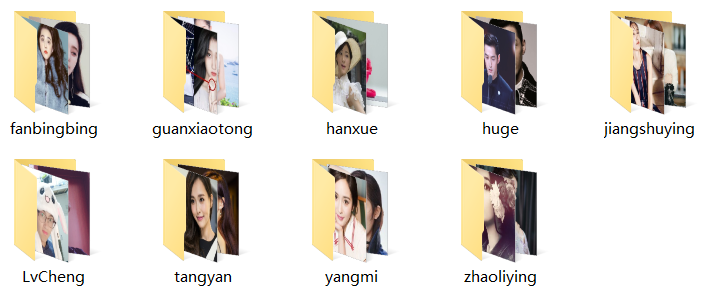 fanbingbing
guanxiaotong
hanxue
huge
jiangshuying
LvCheng
tangyan
yangmi
zhaoliying